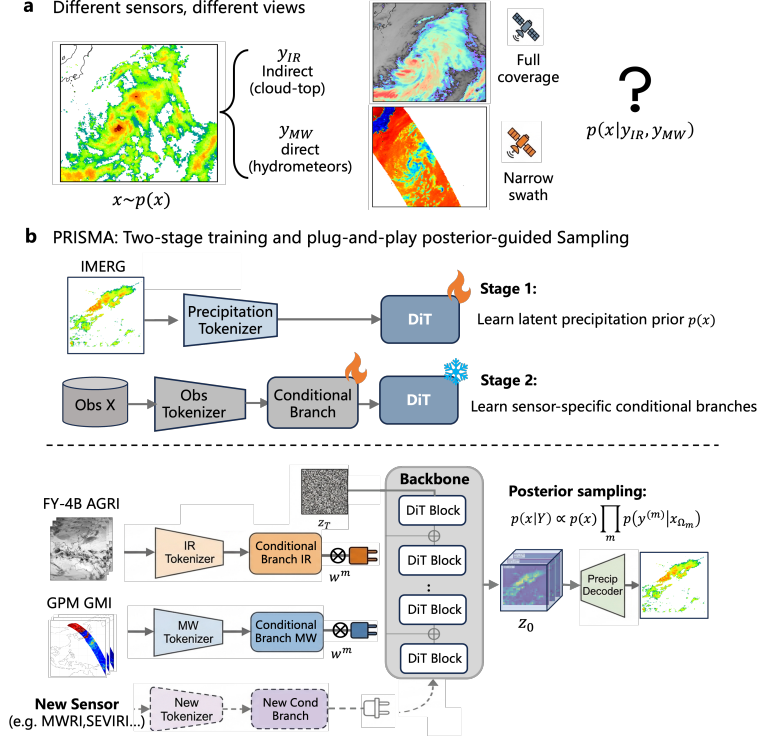 a Different sensors, different views
y_IR
Indirect
(cloud-top)
y_MW
direct
(hydrometeors)
x~p(x)
Full
coverage
Narrow
swath
?
p(x|y_IR, y_MW)
b PRISMA: Two-stage training and plug-and-play posterior-guided Sampling
IMERG
Precipitation
Tokenizer
DiT
Stage 1:
Learn latent precipitation prior p(x)
Obs X
Obs
Tokenizer
Conditional
Branch
DiT
Stage 2:
Learn sensor-specific conditional branches
FY-4B AGRI
IR
Tokenizer
Conditional
Branch IR
w^m
z_T
Backbone
DiT Block
DiT Block
⋮
DiT Block
DiT Block
Posterior sampling:
p(x|Y) ∝ p(x) ∏_m p(y^(m)|x_Ω_m)
z_0
Precip
Decoder
GPM GMI
MW
Tokenizer
Conditional
Branch MW
w^m
New Sensor
(e.g. MWRI,SEVIRI...)
New
Tokenizer
New Cond
Branch